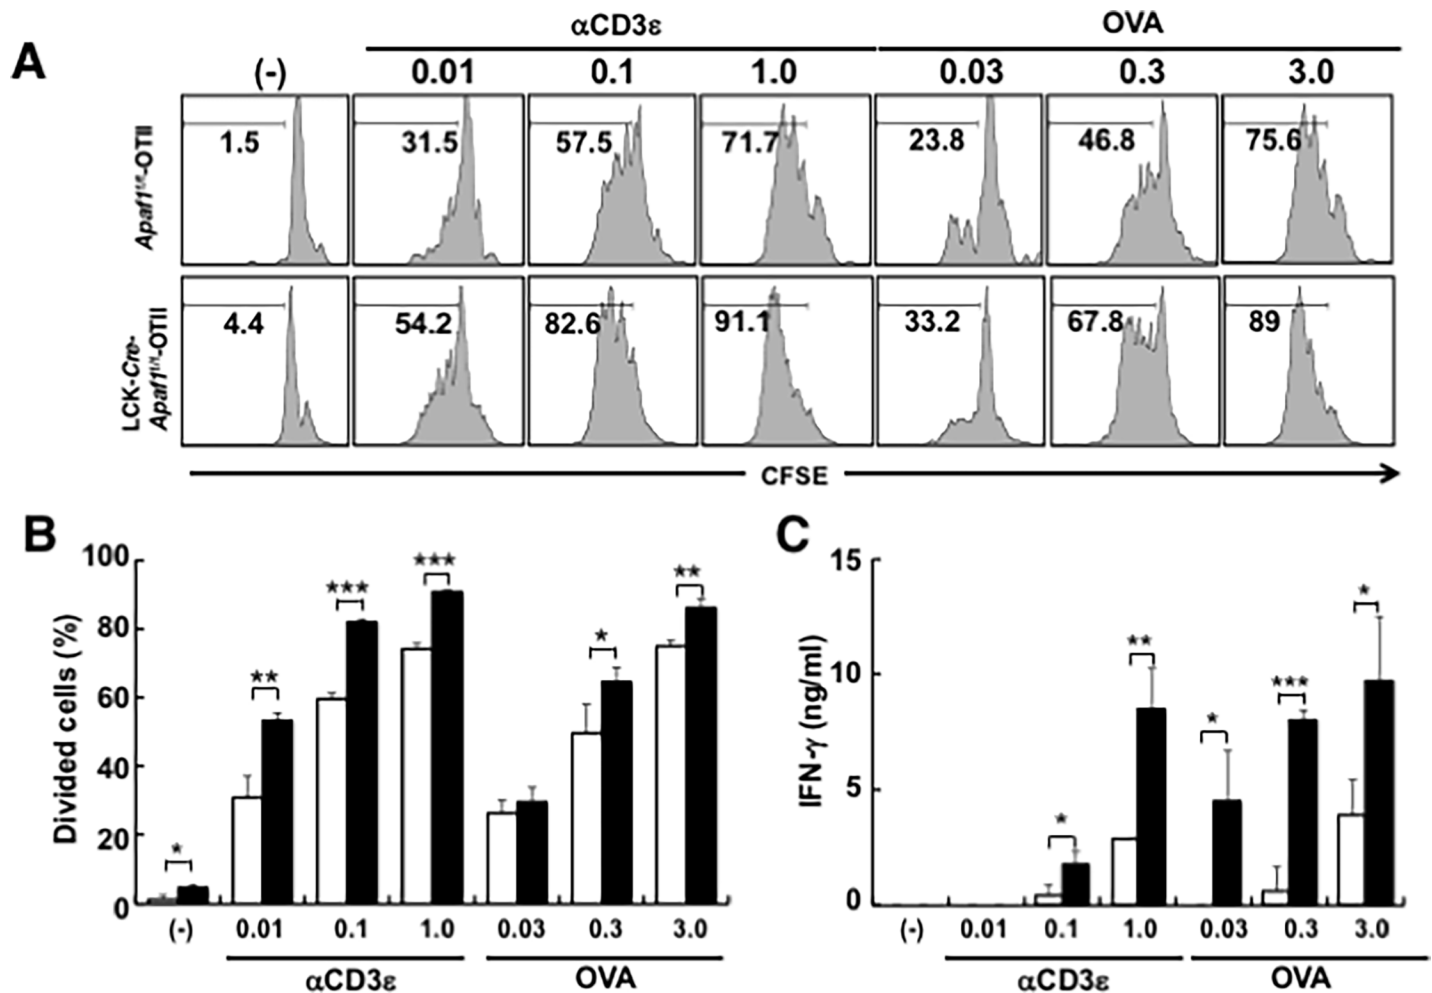 A
αCD3ε OVA
(-) 0.01 0.1 1.0 0.03 0.3 3.0
Apaf1f/f-OTII
1.5 31.5 57.5 71.7 23.8 46.8 75.6
LCK-Cre-
Apaf1f/f-OTII
4.4 54.2 82.6 91.1 33.2 67.8 89
CFSE
B
Divided cells (%)
100
80
60
40
20
0
* ** *** *** * **
(-) 0.01 0.1 1.0 0.03 0.3 3.0
αCD3ε OVA
C
IFN-γ (ng/ml)
15
10
5
0
* ** * *** *
(-) 0.01 0.1 1.0 0.03 0.3 3.0
αCD3ε OVA